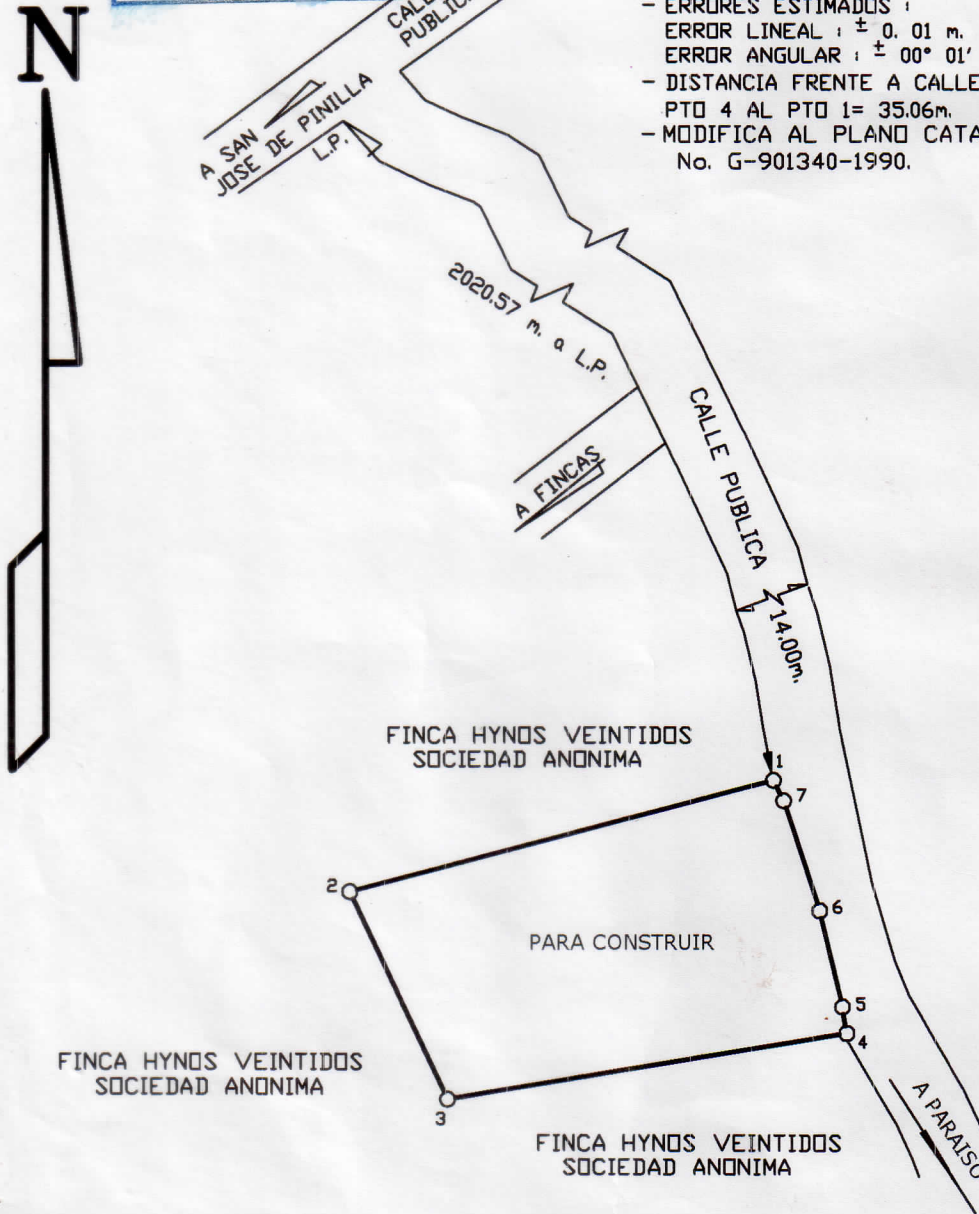 N
CALLE
PUBLICA
- ERRORES ESTIMADOS :
ERROR LINEAL : ± 0. 01 m.
ERROR ANGULAR : ± 00° 01'
- DISTANCIA FRENTE A CALLE
PTO 4 AL PTO 1= 35.06m.
- MODIFICA AL PLANO CATA
No. G-901340-1990.
A SAN
JOSE DE PINILLA
L.P.
2020.57 m. a L.P.
A FINCAS
CALLE PUBLICA
14.00m.
FINCA HYNOS VEINTIDOS
SOCIEDAD ANONIMA
1
7
2
6
PARA CONSTRUIR
5
4
FINCA HYNOS VEINTIDOS
SOCIEDAD ANONIMA
3
A PARAISO
FINCA HYNOS VEINTIDOS
SOCIEDAD ANONIMA